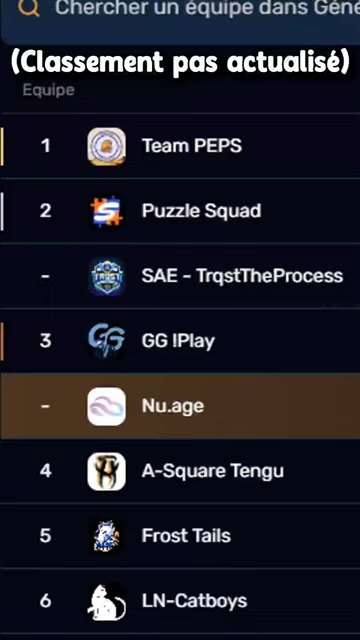 Chercher un équipe dans Géné
(Classement pas actualisé)
Equipe
1 Team PEPS
2 Puzzle Squad
- SAE - TrqstTheProcess
3 GG IPlay
- Nu.age
4 A-Square Tengu
5 Frost Tails
6 LN-Catboys